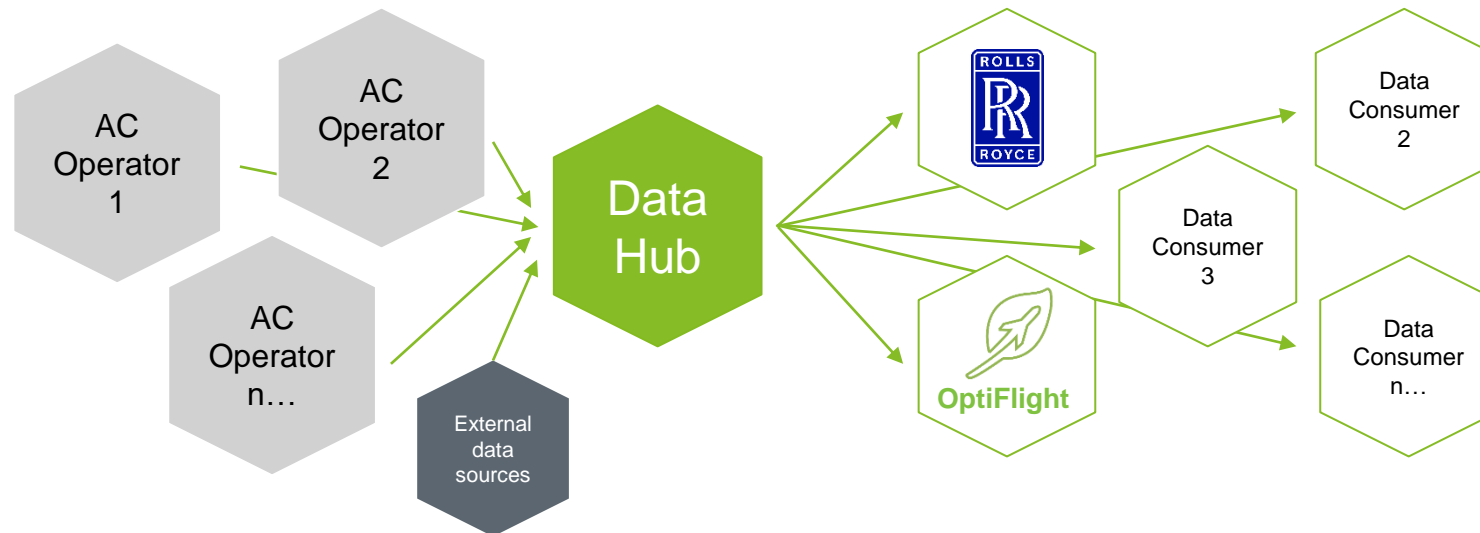 AC
Operator
1
AC
Operator
2
AC
Operator
n…
External
data
sources
Data
Hub
ROLLS
RR
ROYCE
OptiFlight
Data
Consumer
2
Data
Consumer
3
Data
Consumer
n…